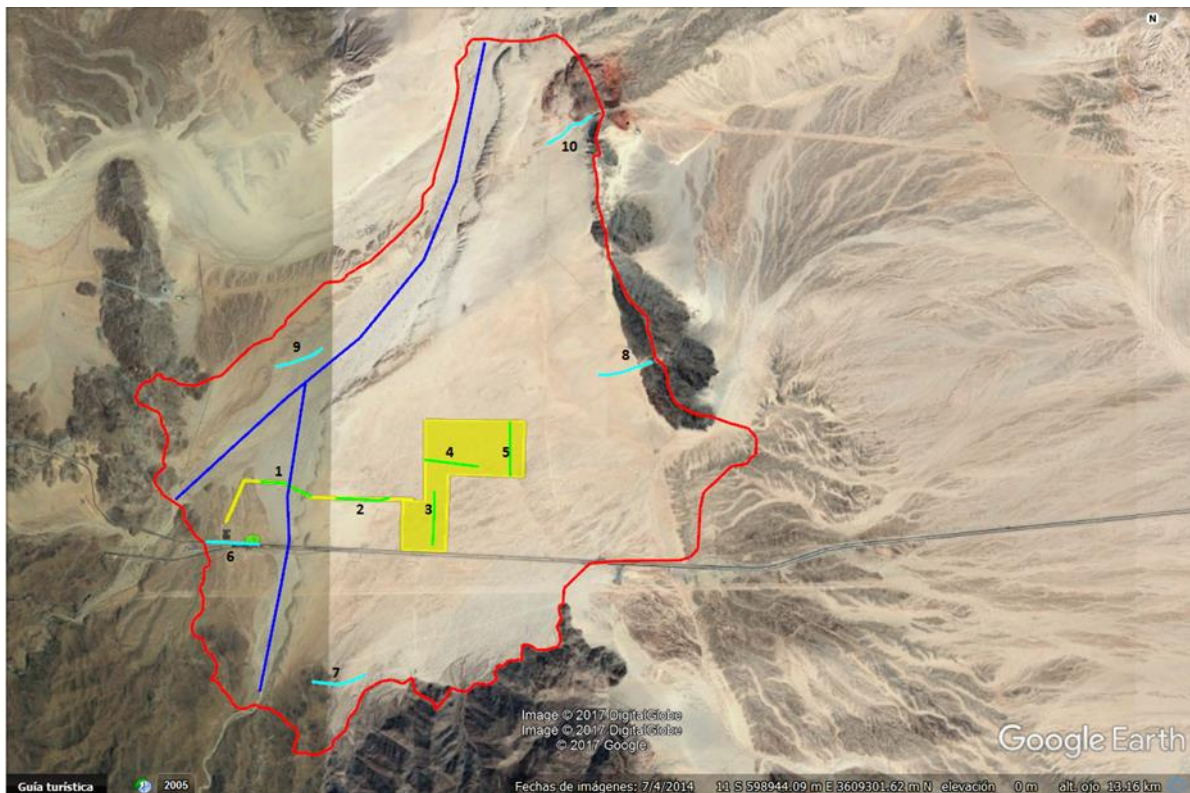 N
10
9
8
4
5
1
3
2
6
7
Image © 2017 DigitalGlobe
Image © 2017 DigitalGlobe
© 2017 Google
Google Earth
Guía turística
2005
Fechas de imágenes: 7/4/2014 11 S 598944.09 m E 3609301.62 m N elevación 0 m alt. ojo 13.16 km